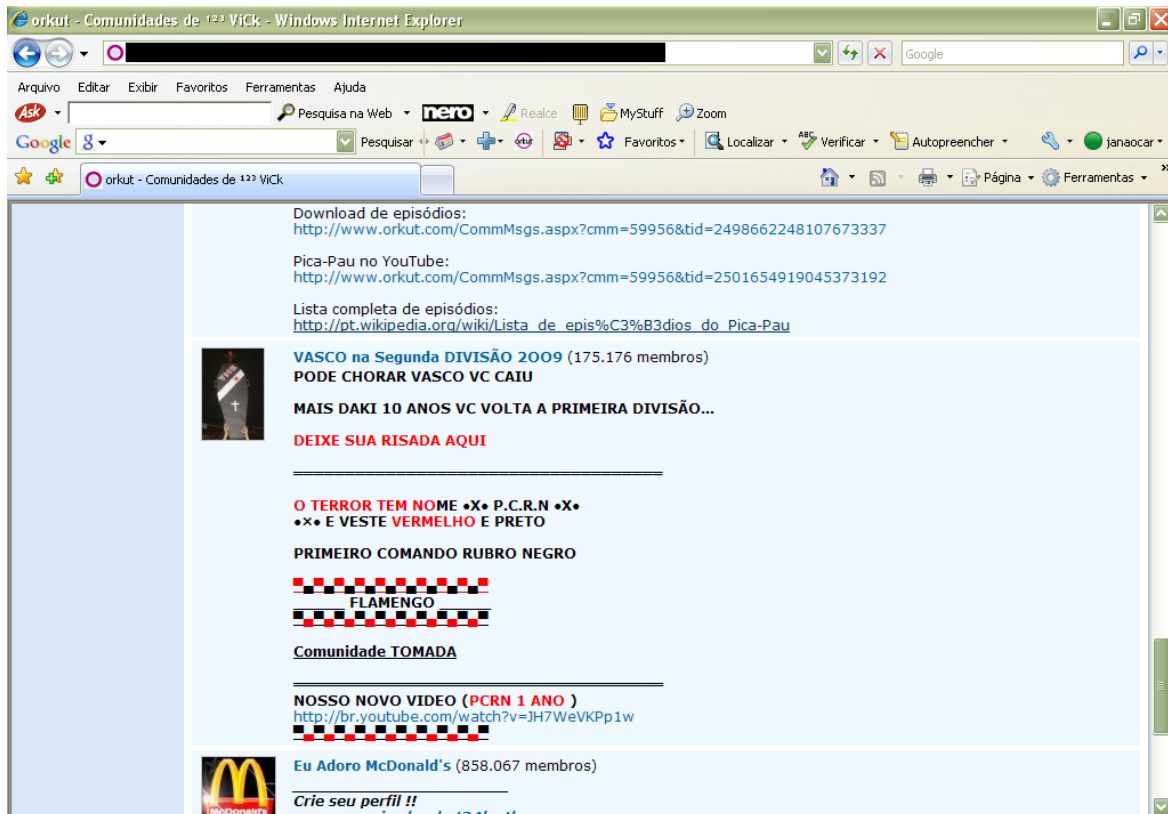 orkut - Comunidades de ¹²³ ViCk - Windows Internet Explorer
Google
Arquivo Editar Exibir Favoritos Ferramentas Ajuda
Ask Pesquisa na Web nero Realce MyStuff Zoom
Google Pesquisar orkut Favoritos Localizar ABC Verificar Autopreencher janaocar
orkut - Comunidades de ¹²³ ViCk Página Ferramentas
Download de episódios:
http://www.orkut.com/CommMsgs.aspx?cmm=59956&tid=2498662248107673337
Pica-Pau no YouTube:
http://www.orkut.com/CommMsgs.aspx?cmm=59956&tid=2501654919045373192
Lista completa de episódios:
http://pt.wikipedia.org/wiki/Lista_de_epis%C3%B3dios_do_Pica-Pau
VASCO na Segunda DIVISÃO 2OO9 (175.176 membros)
PODE CHORAR VASCO VC CAIU
MAIS DAKI 10 ANOS VC VOLTA A PRIMEIRA DIVISÃO...
DEIXE SUA RISADA AQUI
O TERROR TEM NOME •X• P.C.R.N •X•
•×• E VESTE VERMELHO E PRETO
PRIMEIRO COMANDO RUBRO NEGRO
______ FLAMENGO ______
Comunidade TOMADA
NOSSO NOVO VIDEO (PCRN 1 ANO )
http://br.youtube.com/watch?v=JH7WeVKPp1w
Eu Adoro McDonald's (858.067 membros)
McDonald's
Crie seu perfil !!